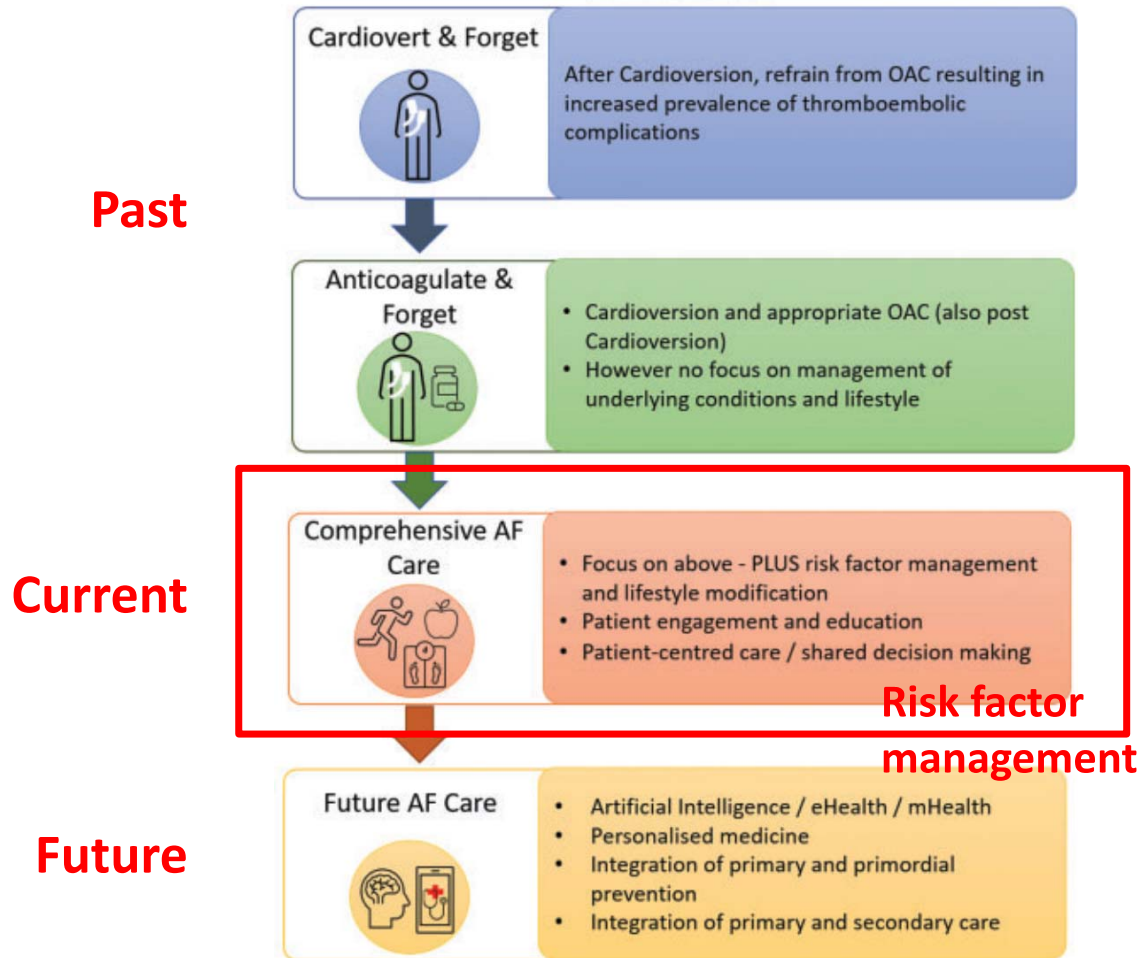 Cardiovert & Forget
After Cardioversion, refrain from OAC resulting in
increased prevalence of thromboembolic
complications
Past
Anticoagulate &
Forget
• Cardioversion and appropriate OAC (also post
Cardioversion)
• However no focus on management of
underlying conditions and lifestyle
Current
Comprehensive AF
Care
• Focus on above - PLUS risk factor management
and lifestyle modification
• Patient engagement and education
• Patient-centred care / shared decision making
Risk factor
management
Future
Future AF Care
• Artificial Intelligence / eHealth / mHealth
• Personalised medicine
• Integration of primary and primordial
prevention
• Integration of primary and secondary care